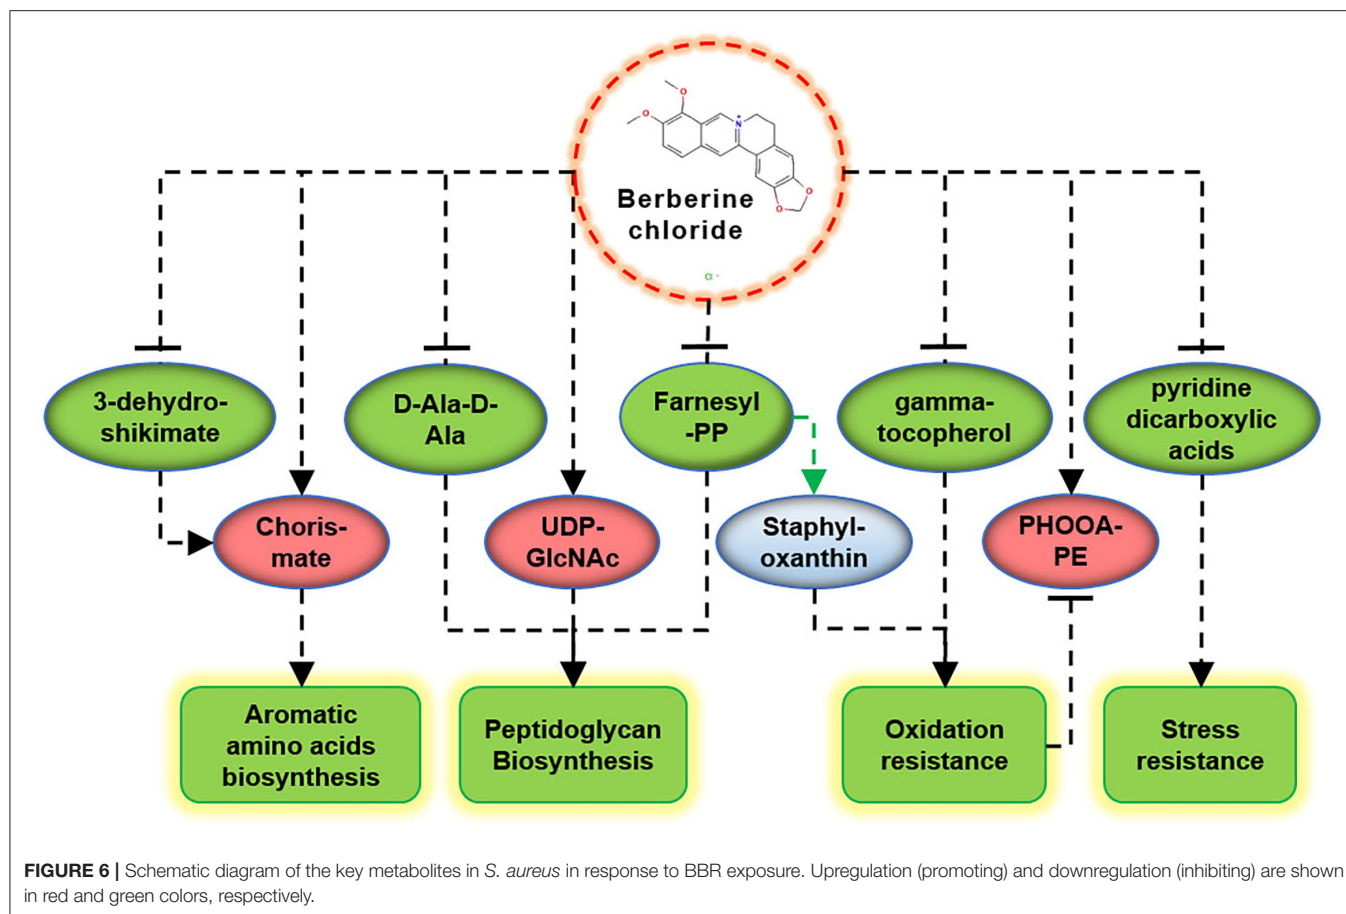 O
O
N+
O
O
Berberine
chloride
Cl -
3-dehydro-
shikimate
D-Ala-D-
Ala
Farnesyl
-PP
gamma-
tocopherol
pyridine
dicarboxylic
acids
Choris-
mate
UDP-
GlcNAc
Staphyl-
oxanthin
PHOOA-
PE
Aromatic
amino acids
biosynthesis
Peptidoglycan
Biosynthesis
Oxidation
resistance
Stress
resistance
FIGURE 6 | Schematic diagram of the key metabolites in S. aureus in response to BBR exposure. Upregulation (promoting) and downregulation (inhibiting) are shown
in red and green colors, respectively.